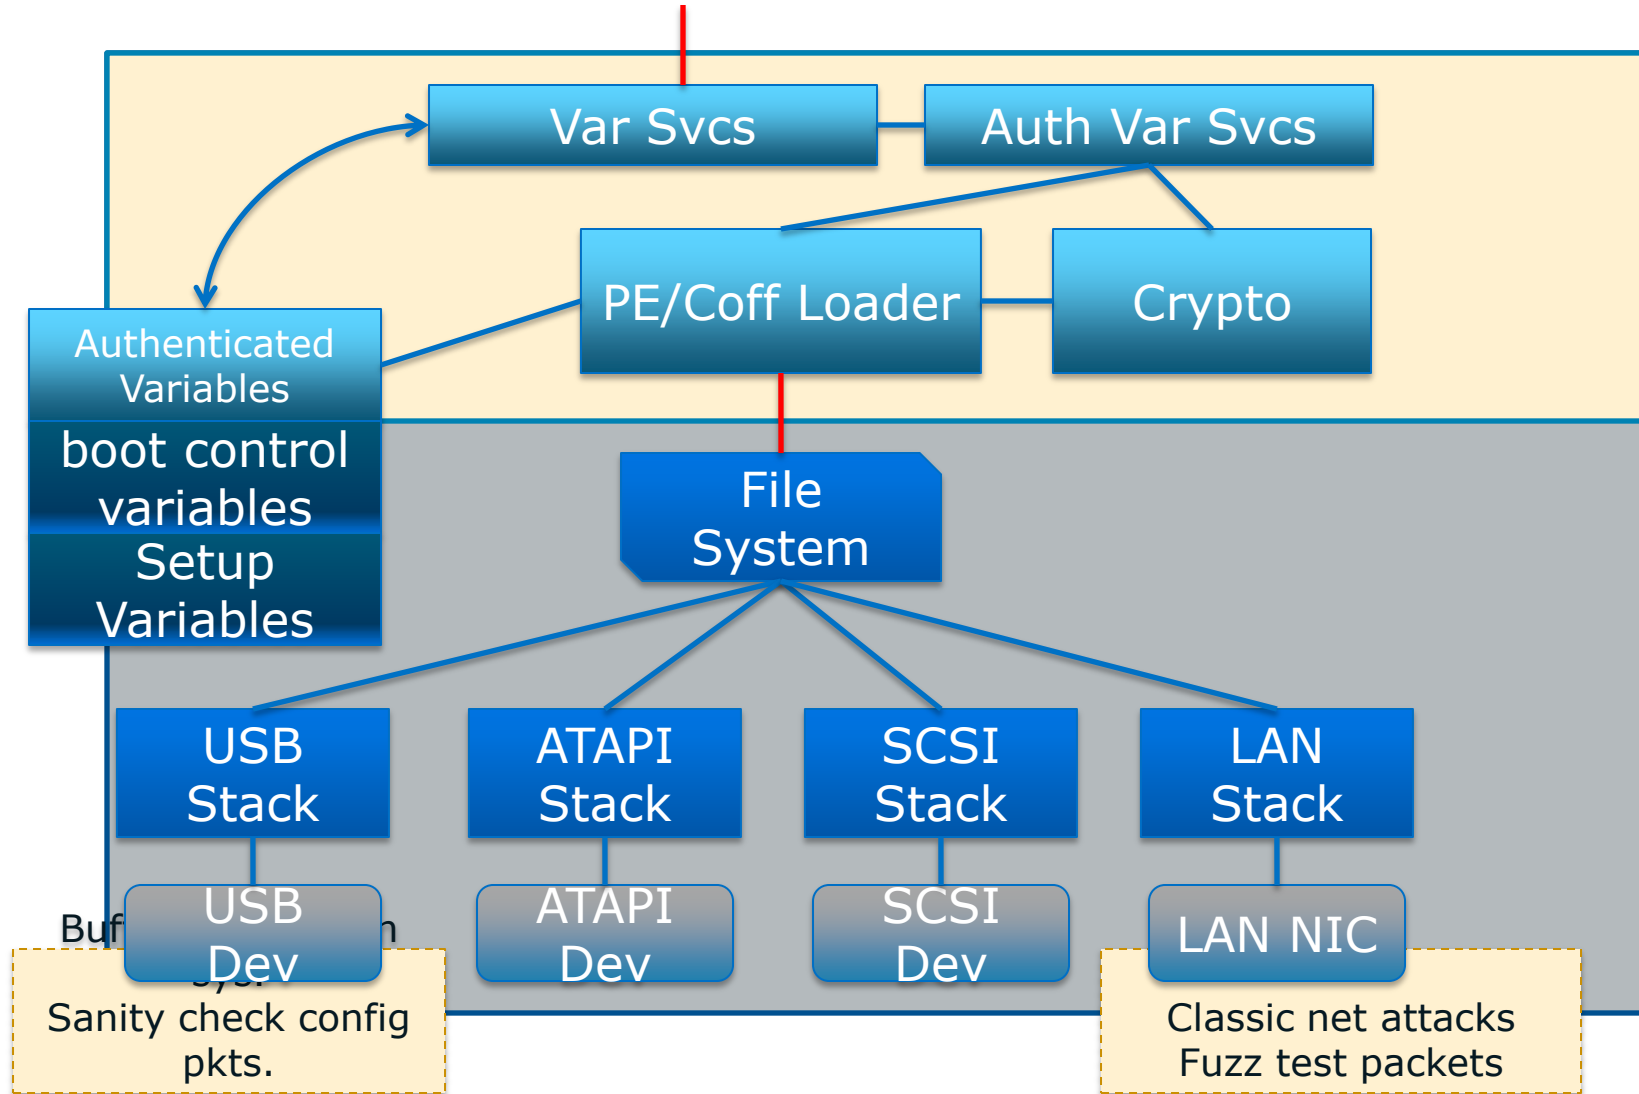 Var Svcs
Auth Var Svcs
PE/Coff Loader
Crypto
Authenticated
Variables
boot control
variables
Setup
Variables
File
System
USB
Stack
ATAPI
Stack
SCSI
Stack
LAN
Stack
USB
Dev
ATAPI
Dev
SCSI
Dev
LAN NIC
Sanity check config
pkts.
Classic net attacks
Fuzz test packets